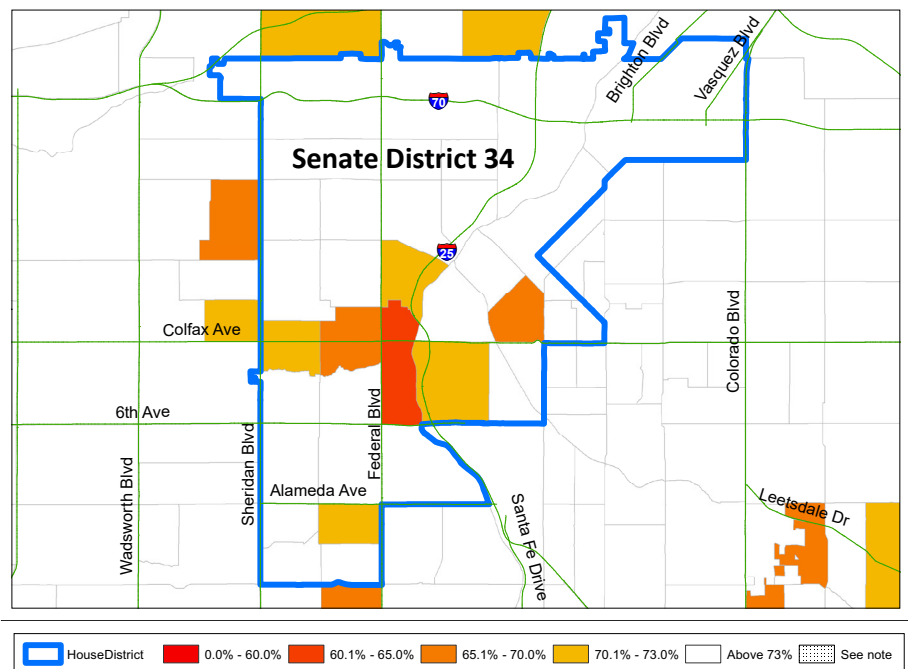 Brighton Blvd
Vasquez Blvd
70
Senate District 34
25
Colfax Ave
Colorado Blvd
6th Ave
Federal Blvd
Sheridan Blvd
Wadsworth Blvd
Alameda Ave
Santa Fe Drive
Leetsdale Dr
HouseDistrict 0.0% - 60.0% 60.1% - 65.0% 65.1% - 70.0% 70.1% - 73.0% Above 73% See note